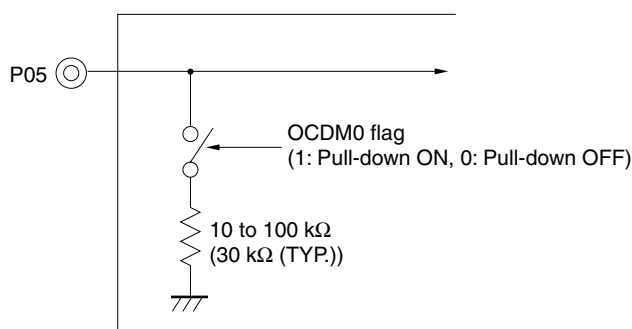 P05
OCDM0 flag
(1: Pull-down ON, 0: Pull-down OFF)
10 to 100 kΩ
(30 kΩ (TYP.))